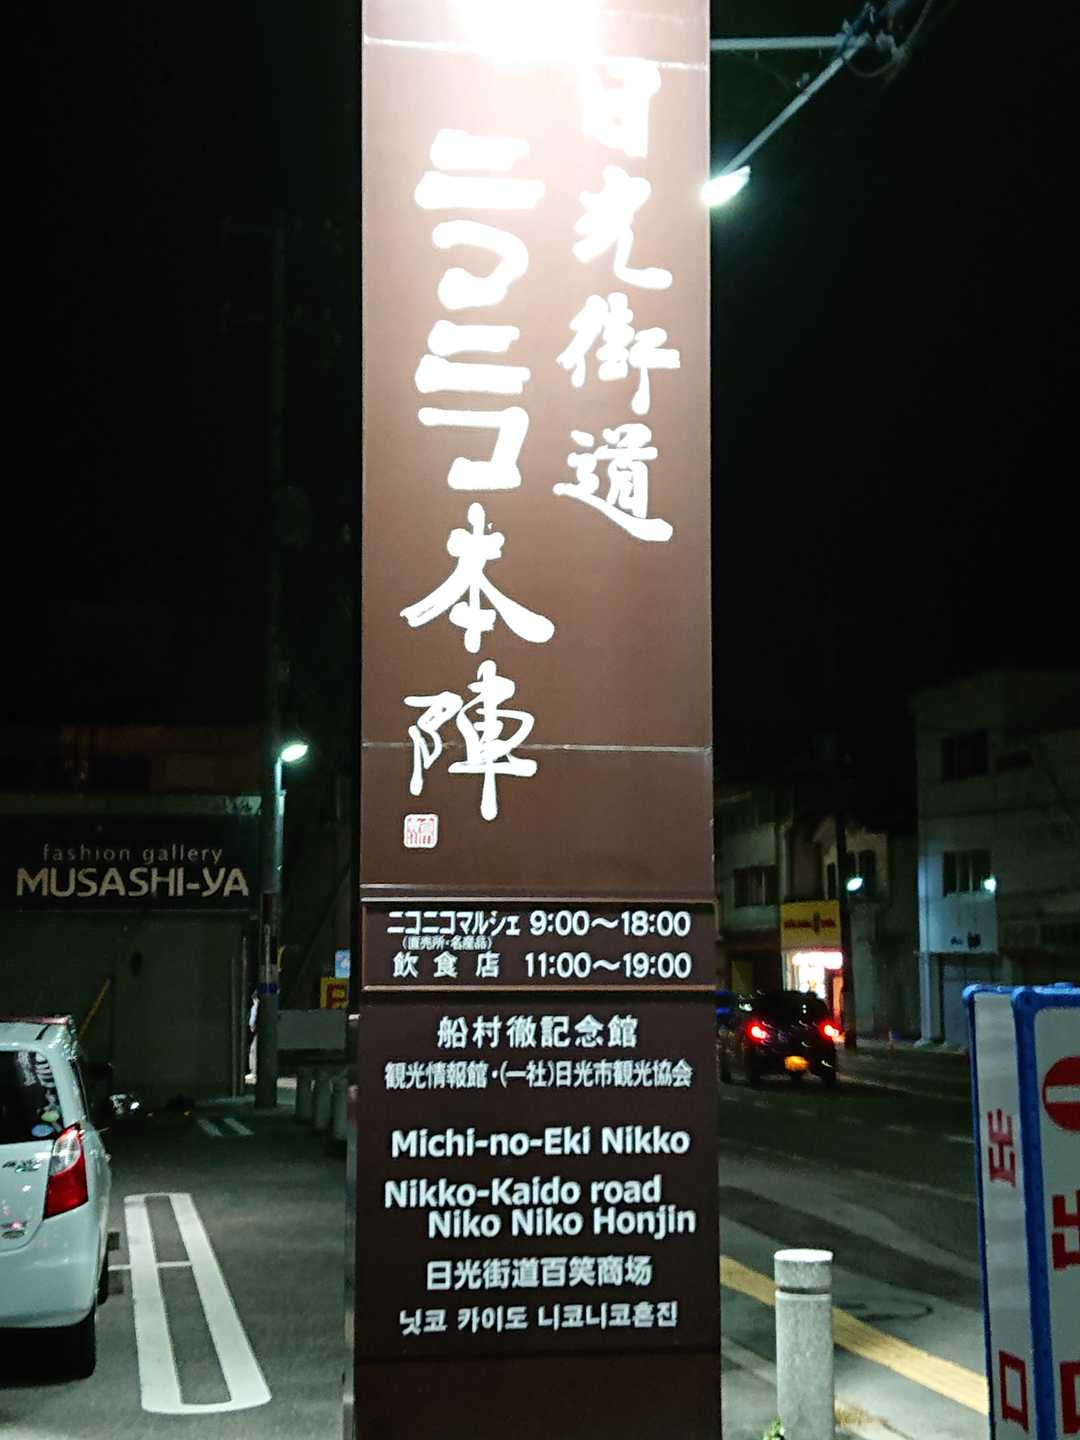 日光街道
ニコニコ本陣
ニコニコマルシェ 9:00〜18:00
(直売所・名産品)
飲食店 11:00〜19:00
船村徹記念館
観光情報館・(一社)日光市観光協会
Michi-no-Eki Nikko
Nikko-Kaido road
Niko Niko Honjin
日光街道百笑商场
닛코 카이도 니코니코혼진
fashion gallery
MUSASHI-YA
出口
出口